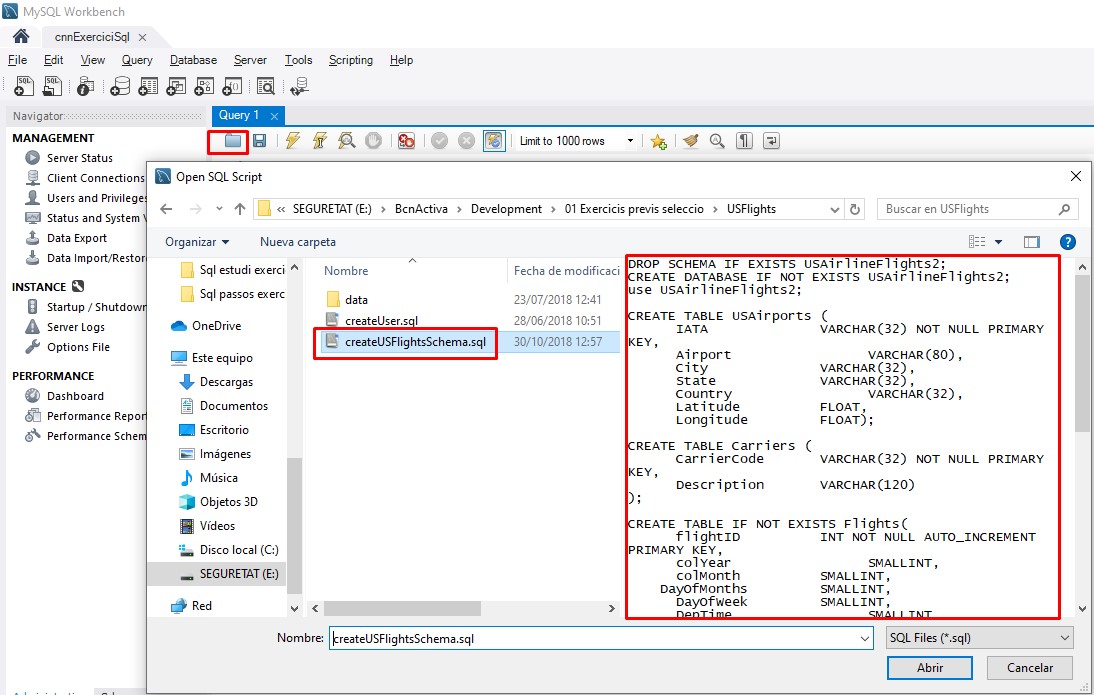 MySQL Workbench
cnnExerciciSql
File Edit View Query Database Server Tools Scripting Help
Navigator
Query 1
MANAGEMENT
Server Status
Client Connections
Users and Privileges
Status and System V
Data Export
Data Import/Restore
INSTANCE
Startup / Shutdown
Server Logs
Options File
PERFORMANCE
Dashboard
Performance Report
Performance Schem
Limit to 1000 rows
Open SQL Script
« SEGURETAT (E:) > BcnActiva > Development > 01 Exercicis previs seleccio > USFlights
Buscar en USFlights
Organizar Nueva carpeta
Sql estudi exerci
Sql passos exerc
OneDrive
Este equipo
Descargas
Documentos
Escritorio
Imágenes
Música
Objetos 3D
Vídeos
Disco local (C:)
SEGURETAT (E:)
Red
Nombre Fecha de modificaci
data 23/07/2018 12:41
createUser.sql 28/06/2018 10:51
createUSFlightsSchema.sql 30/10/2018 12:57
DROP SCHEMA IF EXISTS USAirlineFlights2;
CREATE DATABASE IF NOT EXISTS USAirlineFlights2;
use USAirlineFlights2;
CREATE TABLE USAirports (
IATA VARCHAR(32) NOT NULL PRIMARY
KEY,
Airport VARCHAR(80),
City VARCHAR(32),
State VARCHAR(32),
Country VARCHAR(32),
Latitude FLOAT,
Longitude FLOAT);
CREATE TABLE Carriers (
CarrierCode VARCHAR(32) NOT NULL PRIMARY
KEY,
Description VARCHAR(120)
);
CREATE TABLE IF NOT EXISTS Flights(
flightID INT NOT NULL AUTO_INCREMENT
PRIMARY KEY,
colYear SMALLINT,
colMonth SMALLINT,
DayOfMonths SMALLINT,
DayOfWeek SMALLINT,
DepTime SMALLINT,
Nombre: createUSFlightsSchema.sql
SQL Files (*.sql)
Abrir Cancelar